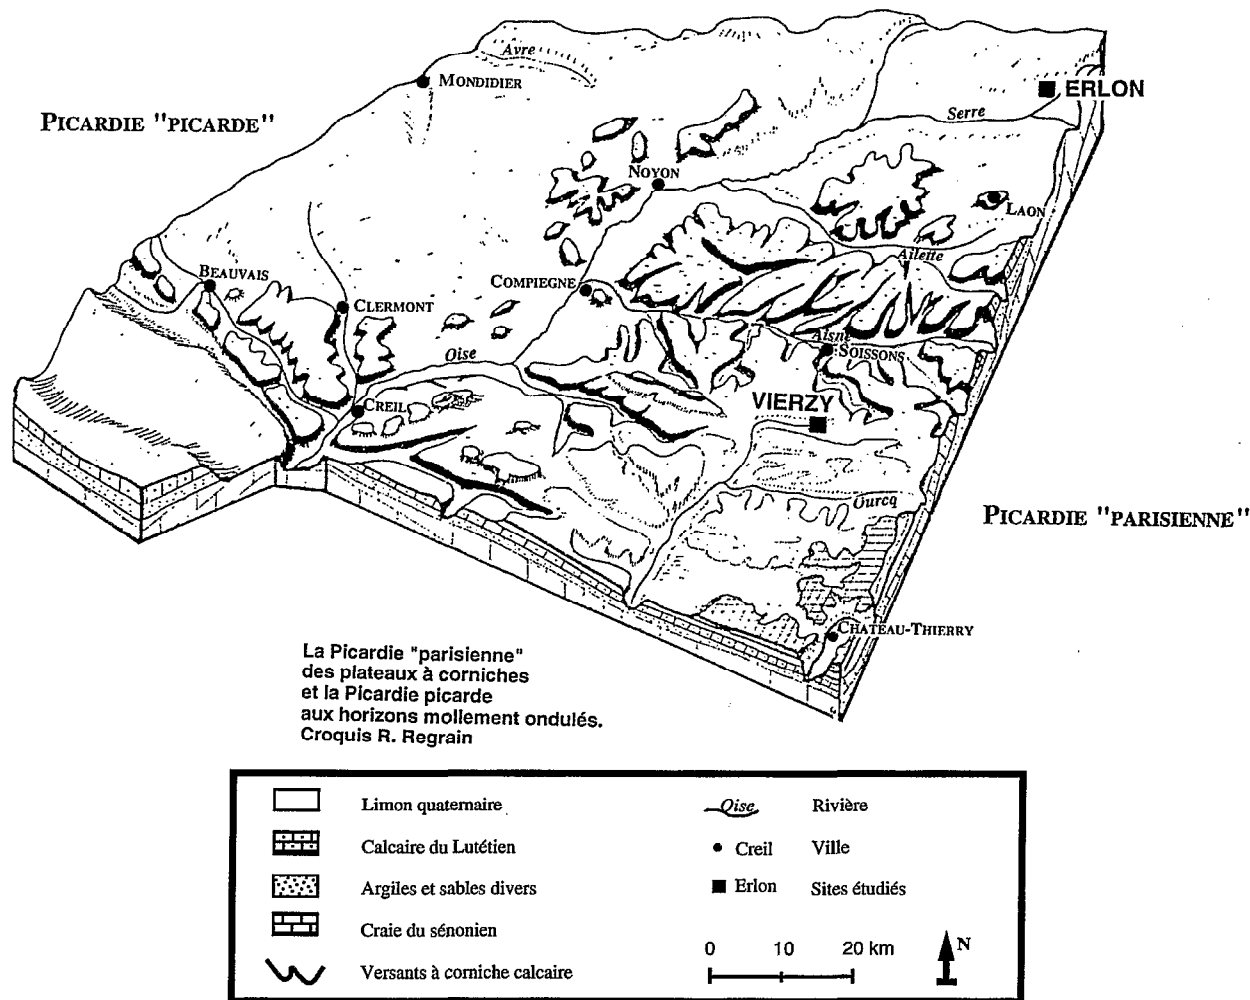 Avre
MONDIDIER
ERLON
PICARDIE "PICARDE"
Serre
NOYON
LAON
Ailette
BEAUVAIS
COMPIEGNE
CLERMONT
Aisne
SOISSONS
Oise
VIERZY
CREIL
Ourcq
PICARDIE "PARISIENNE"
CHATEAU-THIERRY
La Picardie "parisienne"
des plateaux à corniches
et la Picardie picarde
aux horizons mollement ondulés.
Croquis R. Regrain
Limon quaternaire
Calcaire du Lutétien
Argiles et sables divers
Craie du sénonien
Versants à corniche calcaire
Oise Rivière
Creil Ville
Erlon Sites étudiés
0 10 20 km
N